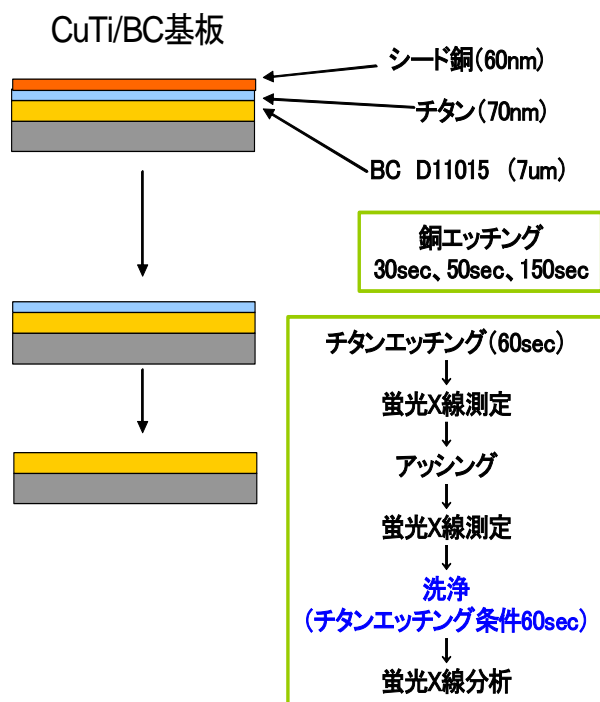 CuTi/BC基板
シード銅(60nm)
チタン(70nm)
BC D11015 (7um)
銅エッチング
30sec、50sec、150sec
チタンエッチング(60sec)
↓
蛍光X線測定
↓
アッシング
↓
蛍光X線測定
↓
洗浄
(チタンエッチング条件60sec)
↓
蛍光X線分析